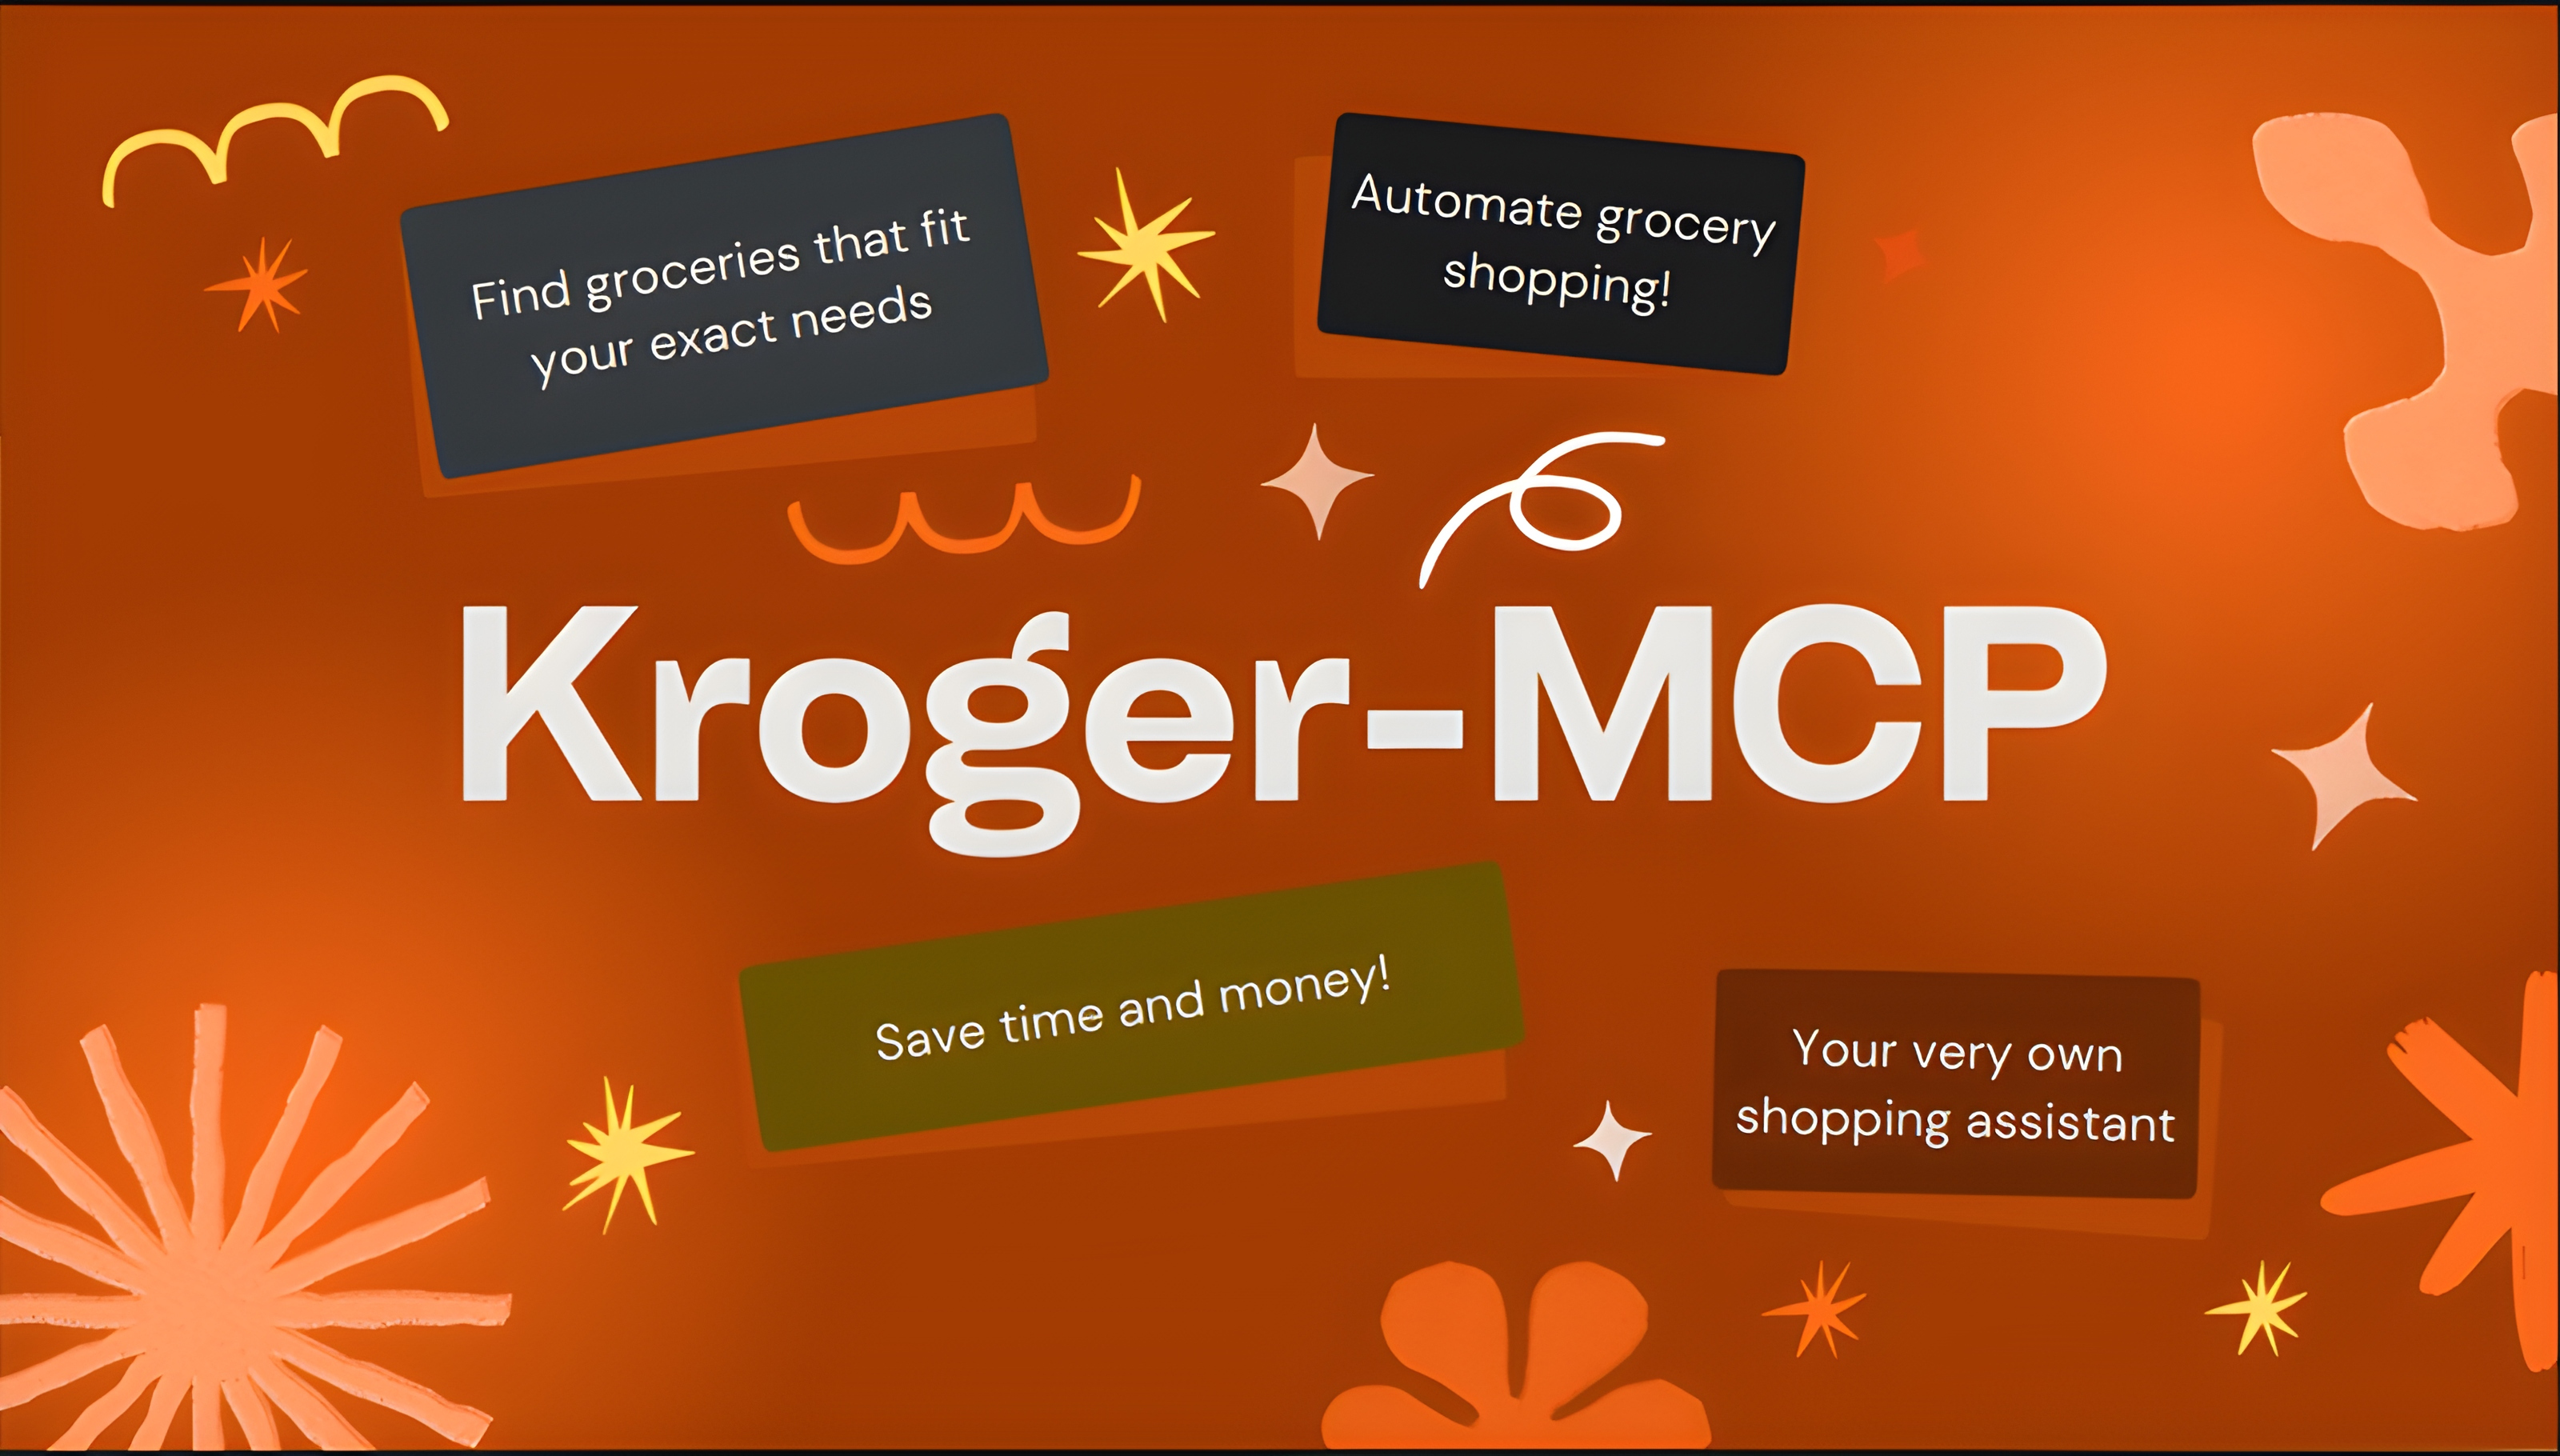 Find groceries that fit
your exact needs
Automate grocery
shopping!
Kroger-MCP
Save time and money!
Your very own
shopping assistant